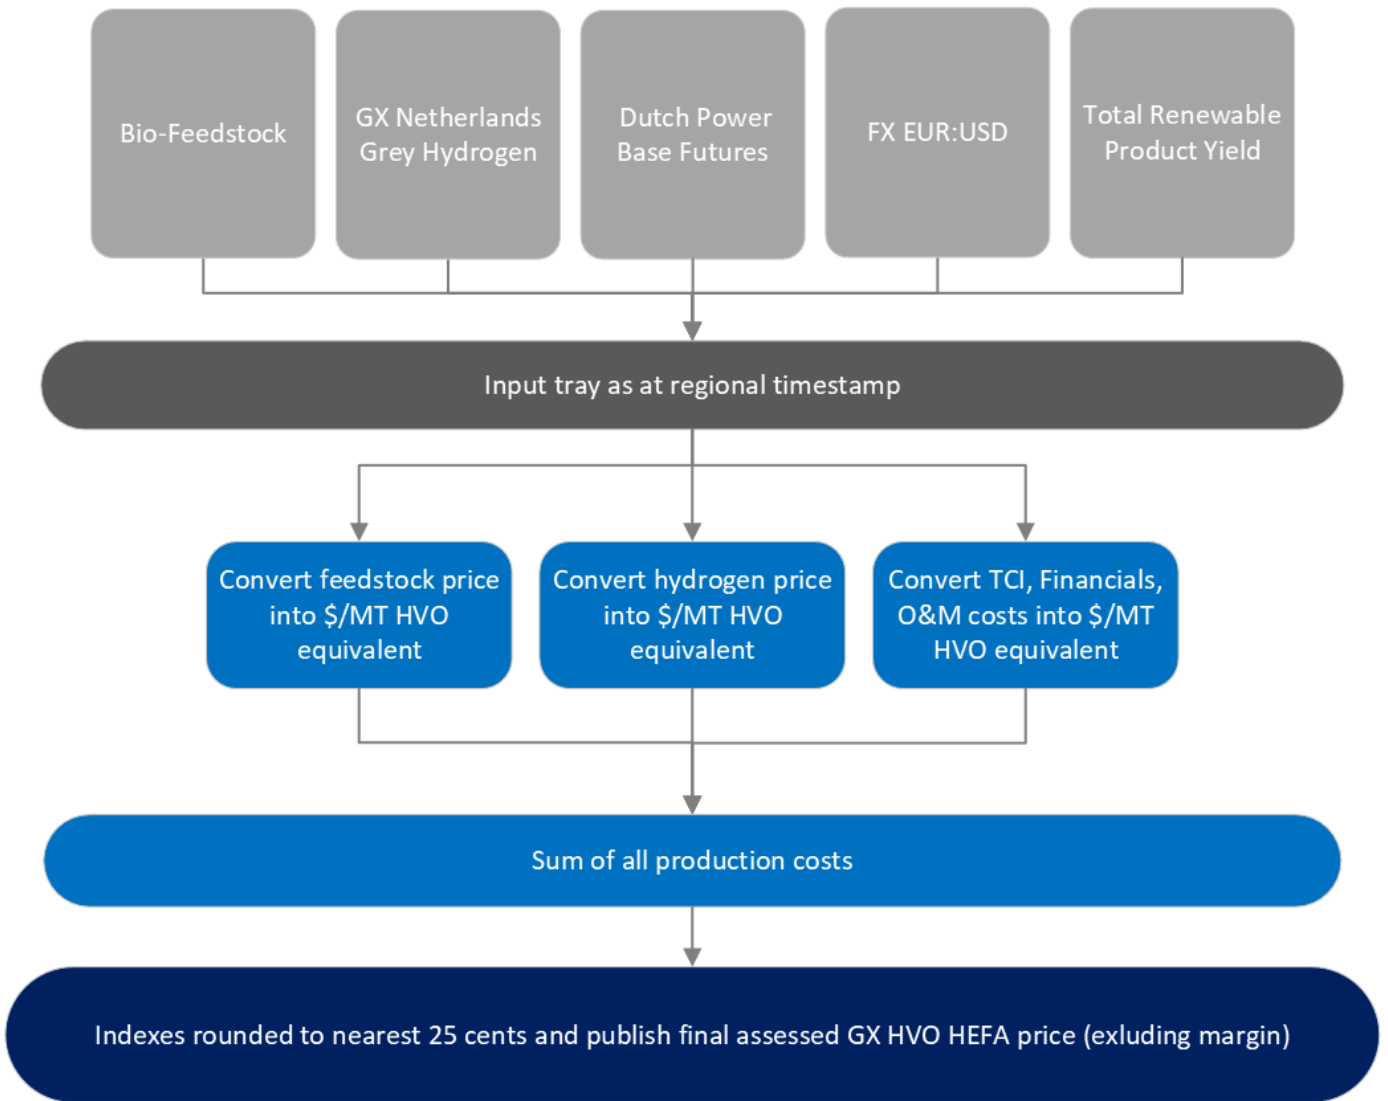 Bio-Feedstock
GX Netherlands
Grey Hydrogen
Dutch Power
Base Futures
FX EUR:USD
Total Renewable
Product Yield
Input tray as at regional timestamp
Convert feedstock price
into $/MT HVO
equivalent
Convert hydrogen price
into $/MT HVO
equivalent
Convert TCI, Financials,
O&M costs into $/MT
HVO equivalent
Sum of all production costs
Indexes rounded to nearest 25 cents and publish final assessed GX HVO HEFA price (exluding margin)